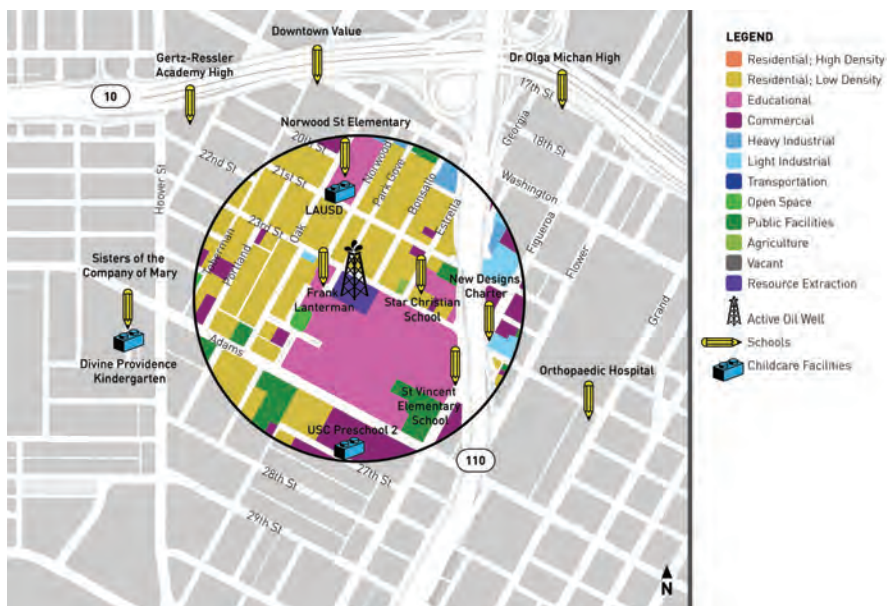 Downtown Value
Gertz-Ressler
Academy High
Dr Olga Michan High
10
17th St
Norwood St Elementary
20th St
Georgia
18th St
22nd St
21st St
Norwood
Park Grove
Washington
Hoover St
LAUSD
Bonsallo
Estrella
23rd St
Oak
Figueroa
Toberman
Portland
Flower
Sisters of the
Company of Mary
Frank
Lanterman
Star Christian
School
New Designs
Charter
Grand
Adams
Divine Providence
Kindergarten
Orthopaedic Hospital
St Vincent
Elementary
School
USC Preschool 2
110
27th St
28th St
29th St
N
LEGEND
Residential; High Density
Residential; Low Density
Educational
Commercial
Heavy Industrial
Light Industrial
Transportation
Open Space
Public Facilities
Agriculture
Vacant
Resource Extraction
Active Oil Well
Schools
Childcare Facilities